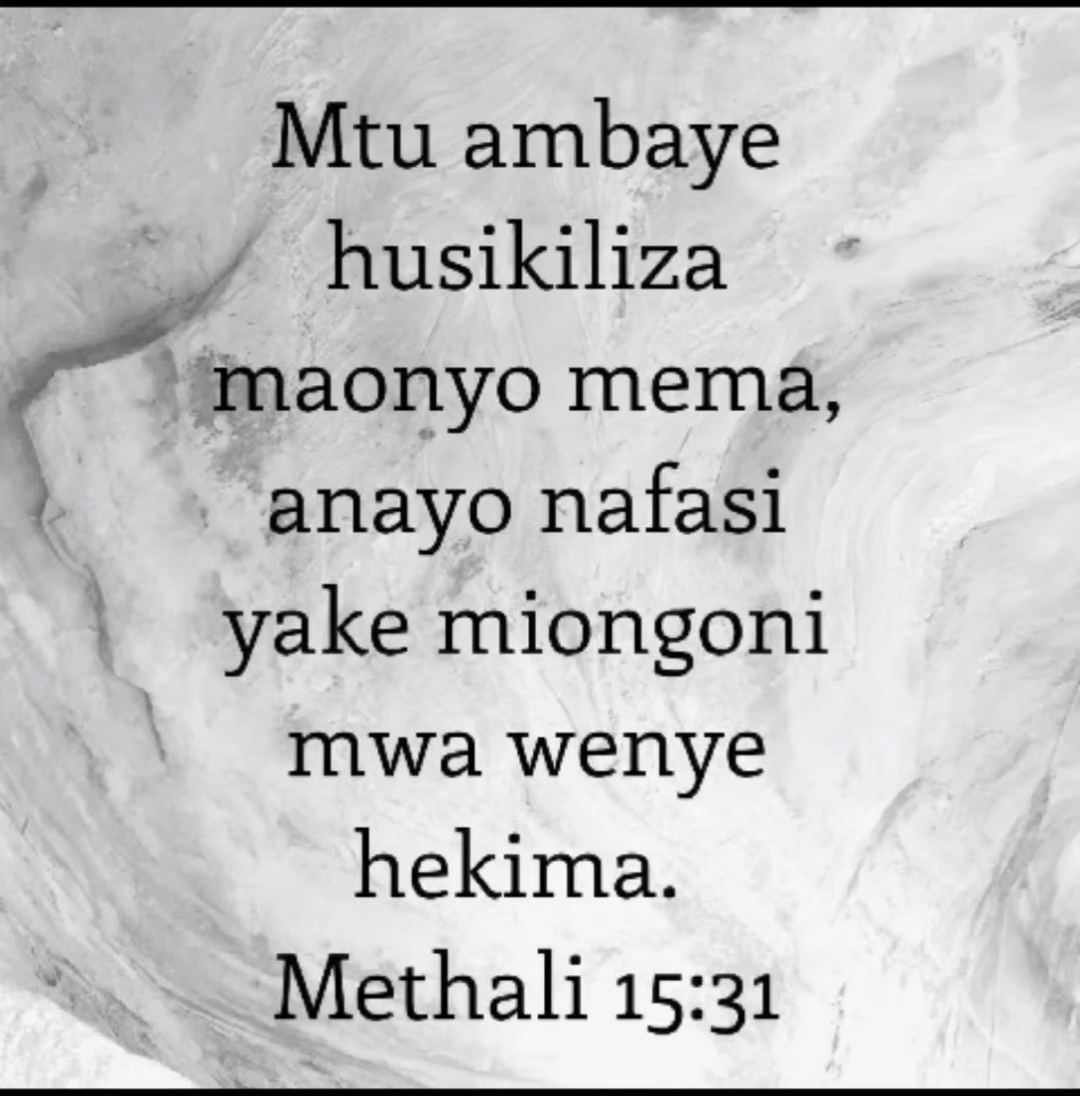 Mtu ambaye
husikiliza
maonyo mema,
anayo nafasi
yake miongoni
mwa wenye
hekima.
Methali 15:31